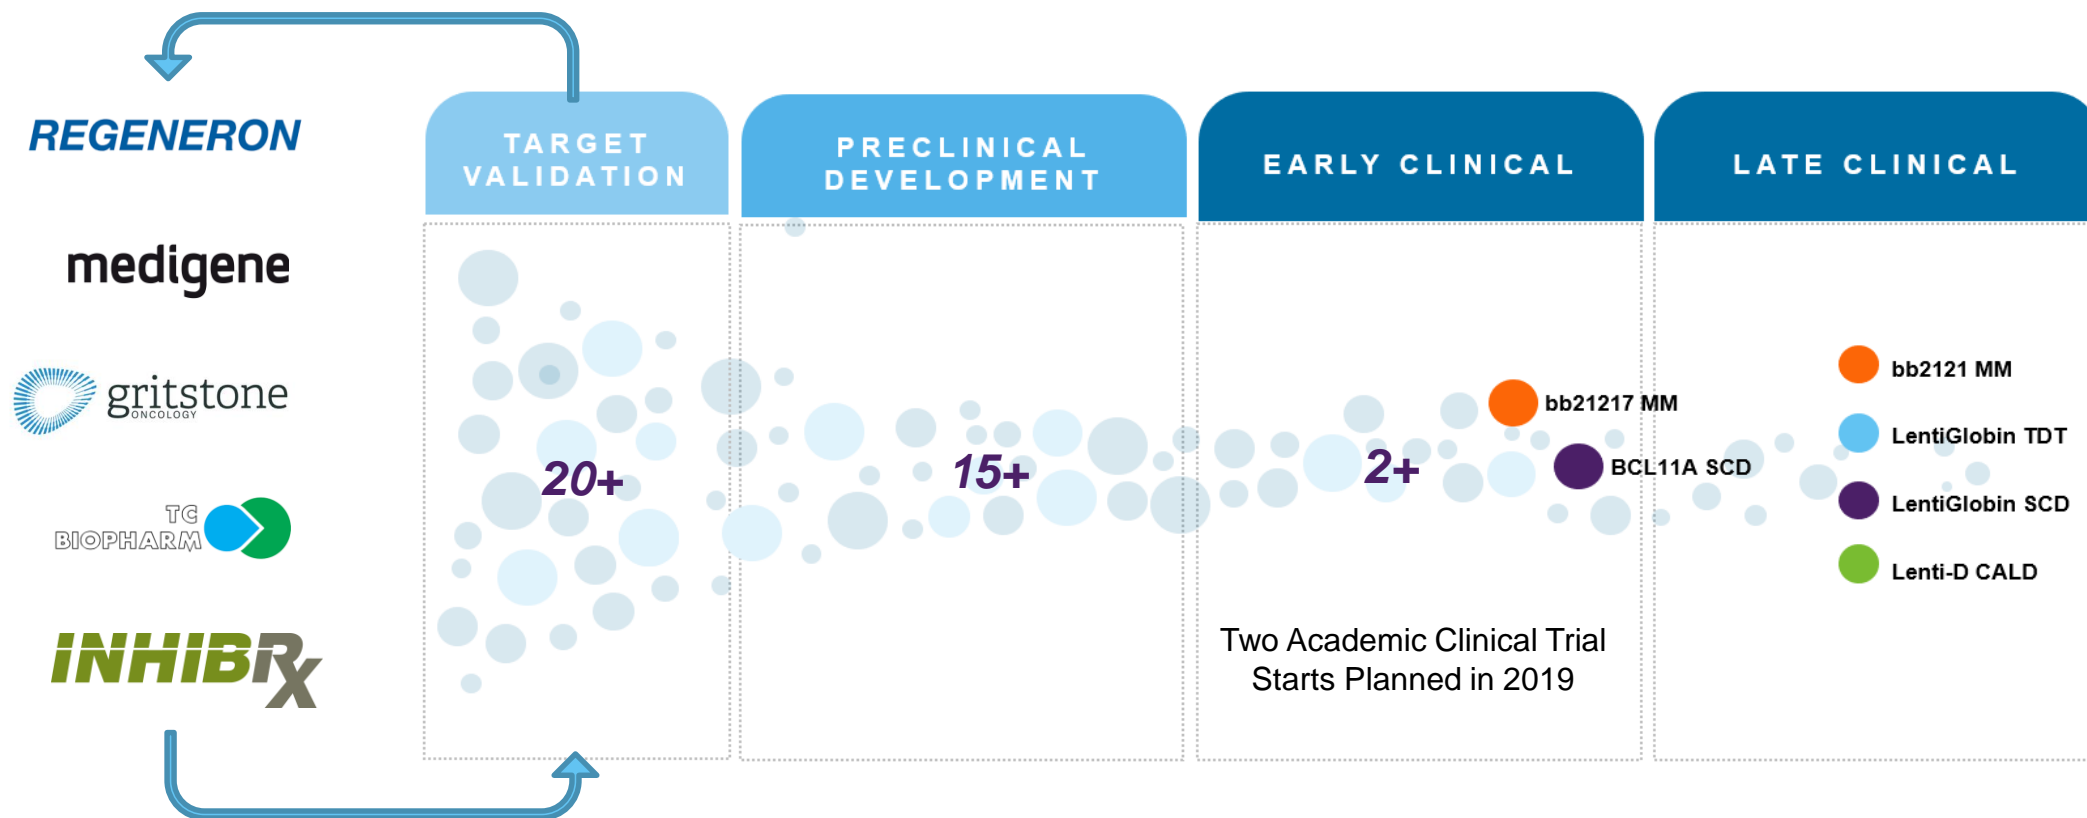 REGENERON
medigene
gritstone
ONCOLOGY
TC
BIOPHARM
INHIBRx
TARGET
VALIDATION
20+
PRECLINICAL
DEVELOPMENT
15+
EARLY CLINICAL
bb21217 MM
2+
BCL11A SCD
Two Academic Clinical Trial
Starts Planned in 2019
LATE CLINICAL
bb2121 MM
LentiGlobin TDT
LentiGlobin SCD
Lenti-D CALD